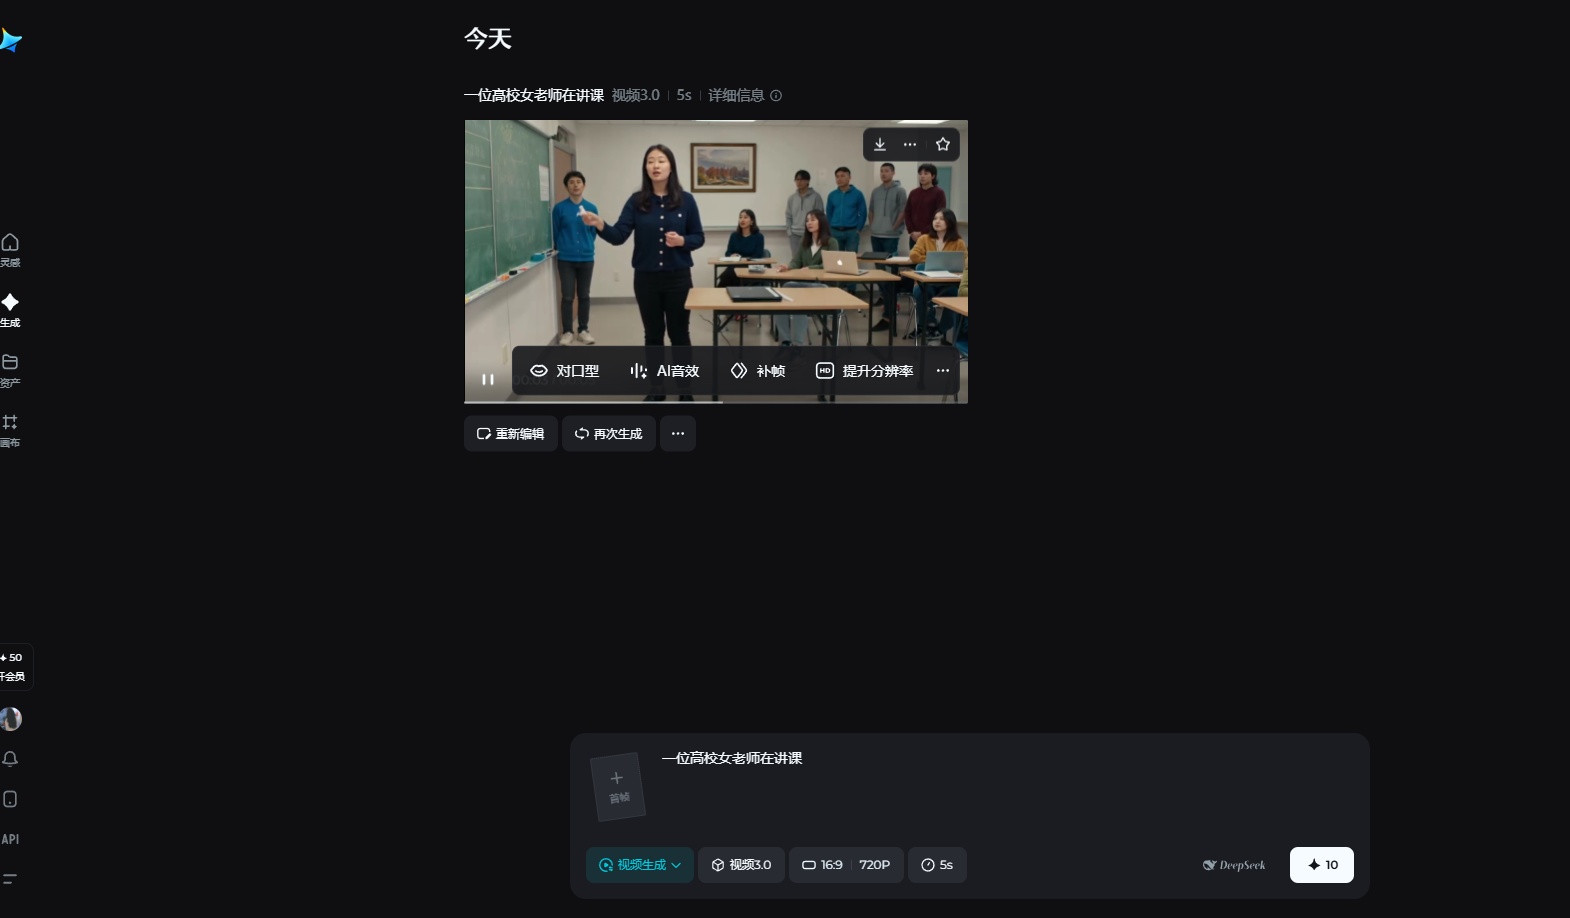 今天
一位高校女老师在讲课 视频3.0 5s 详细信息
对口型 AI音效 补帧 HD 提升分辨率
重新编辑 再次生成
灵感
生成
资产
画布
50
开会员
API
一位高校女老师在讲课
首帧
视频生成 视频3.0 16:9 720P 5s DeepSeek 10